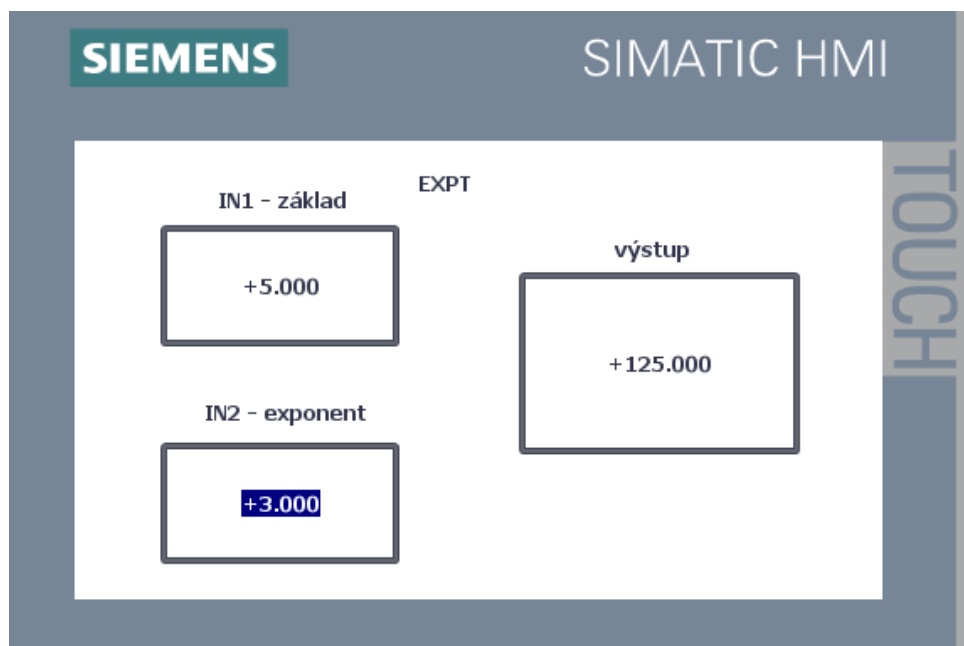 SIEMENS
SIMATIC HMI
TOUCH
EXPT
IN1 - základ
+5.000
výstup
+125.000
IN2 - exponent
+3.000